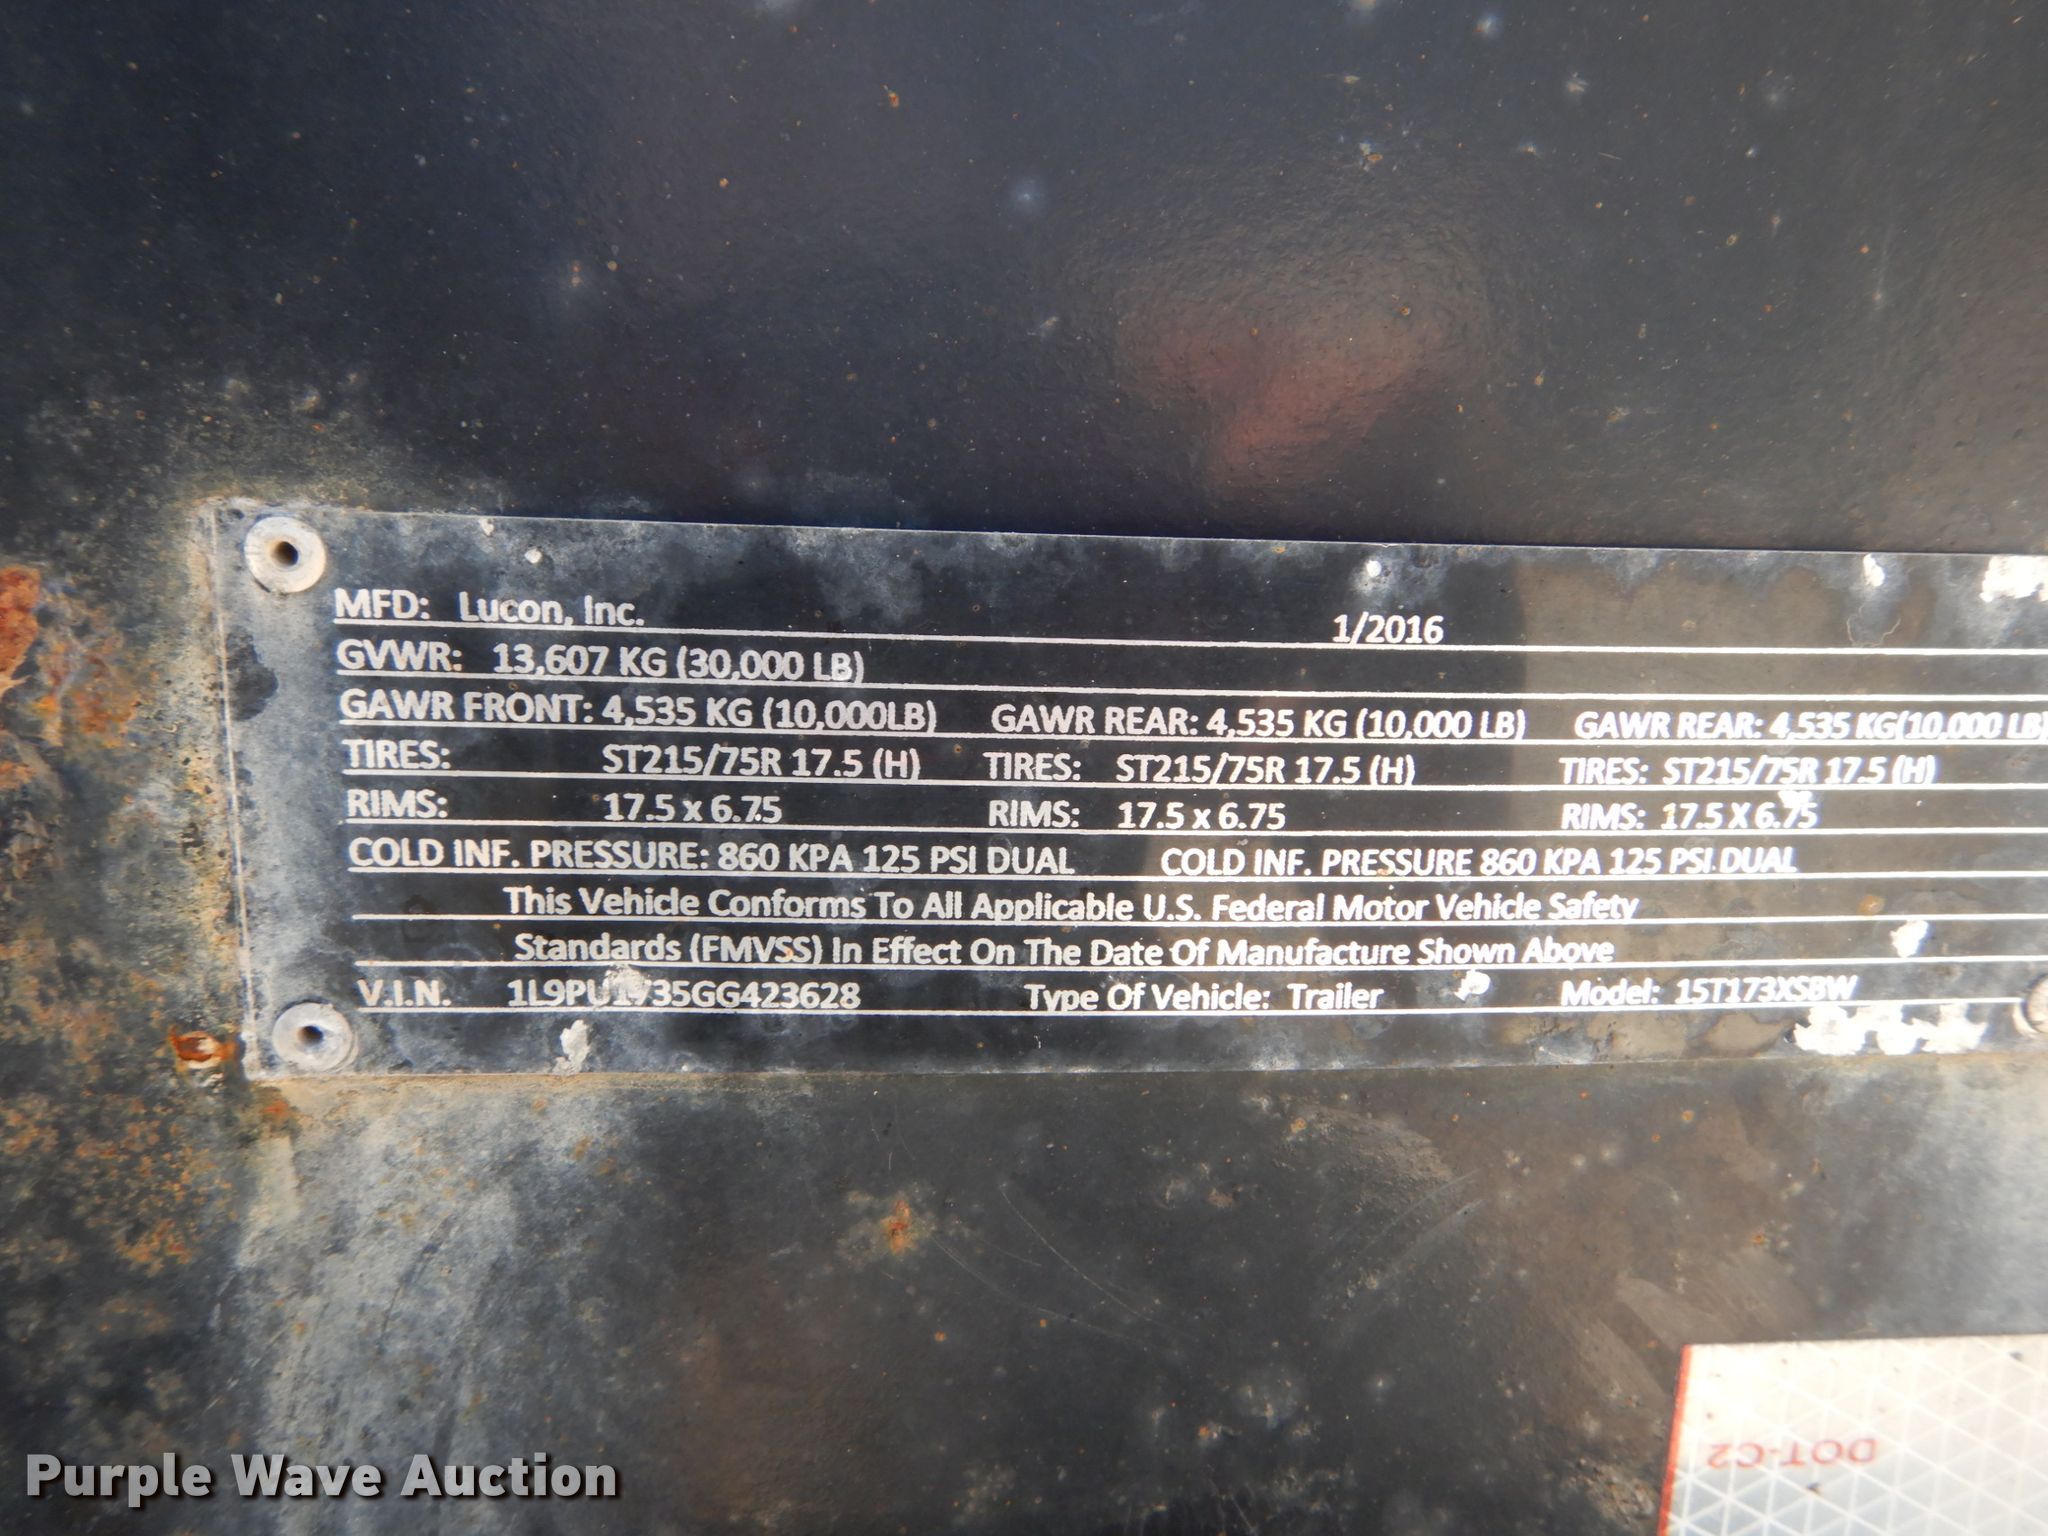 MFD: Lucon, Inc. 1/2016
GVWR: 13,607 KG (30,000 LB)
GAWR FRONT: 4,535 KG (10,000LB) GAWR REAR: 4,535 KG (10,000 LB) GAWR REAR: 4,535 KG(10,000 LB)
TIRES: ST215/75R 17.5 (H) TIRES: ST215/75R 17.5 (H) TIRES: ST215/75R 17.5 (H)
RIMS: 17.5 x 6.75 RIMS: 17.5 x 6.75 RIMS: 17.5 X 6.75
COLD INF. PRESSURE: 860 KPA 125 PSI DUAL COLD INF. PRESSURE 860 KPA 125 PSI DUAL
This Vehicle Conforms To All Applicable U.S. Federal Motor Vehicle Safety
Standards (FMVSS) In Effect On The Date Of Manufacture Shown Above
V.I.N. Type Of Vehicle: Trailer Model: 15T173XSBW
DOT-C2
Purple Wave Auction